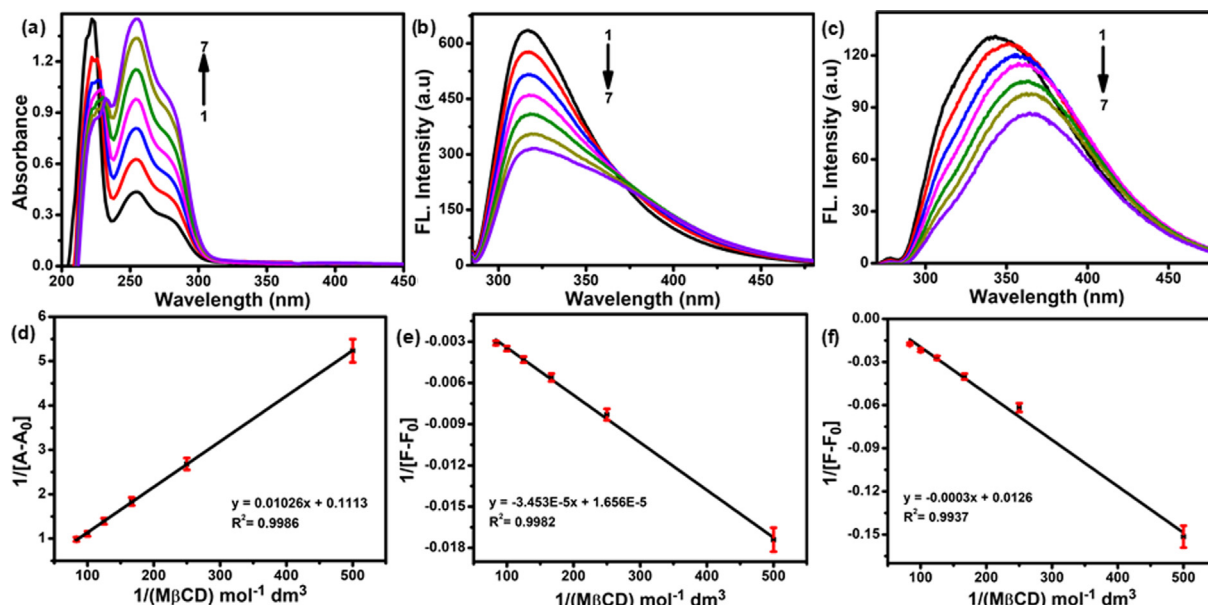 (a)
7
1
Absorbance
1.2
0.9
0.6
0.3
0.0
200 250 300 350 400 450
Wavelength (nm)
(b)
1
7
FL. Intensity (a.u)
600
450
300
150
0
300 350 400 450
Wavelength (nm)
(c)
1
7
FL. Intensity (a.u)
120
90
60
30
0
300 350 400 450
Wavelength (nm)
(d)
1/[A-A0]
6
5
4
3
2
1
y = 0.01026x + 0.1113
R2= 0.9986
100 200 300 400 500
1/(MβCD) mol-1 dm3
(e)
1/[F-F0]
-0.003
-0.006
-0.009
-0.012
-0.015
-0.018
y = -3.453E-5x + 1.656E-5
R2= 0.9982
100 200 300 400 500
1/(MβCD) mol-1 dm3
(f)
1/[F-F0]
0.00
-0.03
-0.06
-0.09
-0.12
-0.15
y = -0.0003x + 0.0126
R2= 0.9937
100 200 300 400 500
1/(MβCD) mol-1 dm3